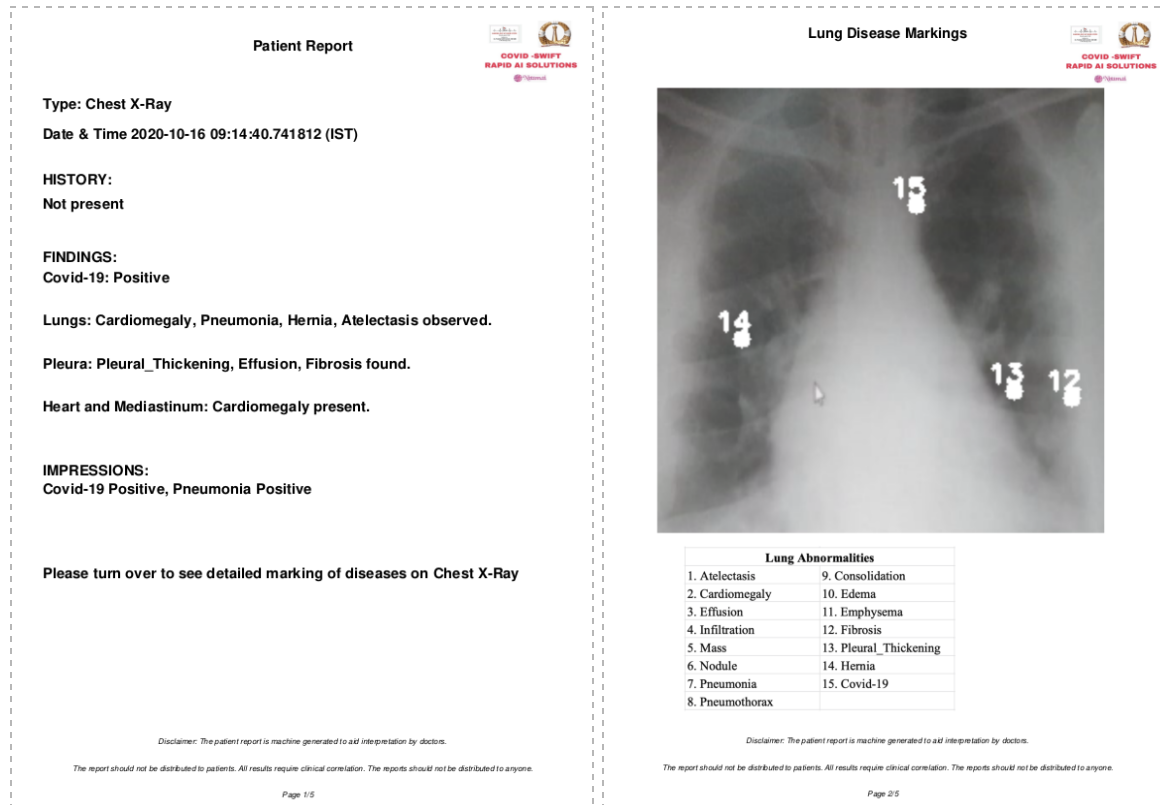 Patient Report
COVID -SWIFT
RAPID AI SOLUTIONS
Type: Chest X-Ray
Date & Time 2020-10-16 09:14:40.741812 (IST)
HISTORY:
Not present
FINDINGS:
Covid-19: Positive
Lungs: Cardiomegaly, Pneumonia, Hernia, Atelectasis observed.
Pleura: Pleural_Thickening, Effusion, Fibrosis found.
Heart and Mediastinum: Cardiomegaly present.
IMPRESSIONS:
Covid-19 Positive, Pneumonia Positive
Please turn over to see detailed marking of diseases on Chest X-Ray
Disclaimer: The patient report is machine generated to aid interpretation by doctors.
The report should not be distributed to patients. All results require clinical correlation. The reports should not be distributed to anyone.
Page 1/5
Lung Disease Markings
COVID -SWIFT
RAPID AI SOLUTIONS
15
14
13
12
Lung Abnormalities
1. Atelectasis 9. Consolidation
2. Cardiomegaly 10. Edema
3. Effusion 11. Emphysema
4. Infiltration 12. Fibrosis
5. Mass 13. Pleural_Thickening
6. Nodule 14. Hernia
7. Pneumonia 15. Covid-19
8. Pneumothorax
Disclaimer: The patient report is machine generated to aid interpretation by doctors.
The report should not be distributed to patients. All results require clinical correlation. The reports should not be distributed to anyone.
Page 2/5